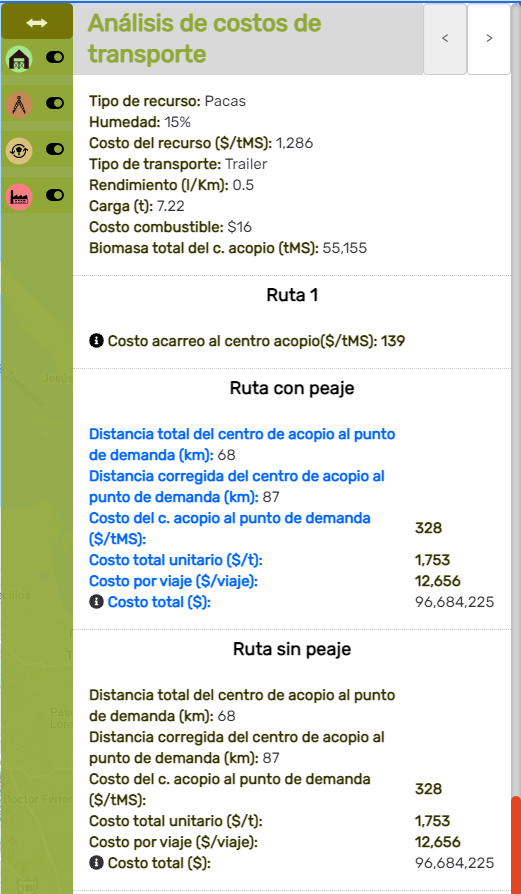 Análisis de costos de
transporte
<
>
Tipo de recurso: Pacas
Humedad: 15%
Costo del recurso ($/tMS): 1,286
Tipo de transporte: Trailer
Rendimiento (l/Km): 0.5
Carga (t): 7.22
Costo combustible: $16
Biomasa total del c. acopio (tMS): 55,155
Ruta 1
Costo acarreo al centro acopio($/tMS): 139
Ruta con peaje
Distancia total del centro de acopio al punto
de demanda (km): 68
Distancia corregida del centro de acopio al
punto de demanda (km): 87
Costo del c. acopio al punto de demanda
($/tMS): 328
Costo total unitario ($/t): 1,753
Costo por viaje ($/viaje): 12,656
Costo total ($): 96,684,225
Ruta sin peaje
Distancia total del centro de acopio al punto
de demanda (km): 68
Distancia corregida del centro de acopio al
punto de demanda (km): 87
Costo del c. acopio al punto de demanda
($/tMS): 328
Costo total unitario ($/t): 1,753
Costo por viaje ($/viaje): 12,656
Costo total ($): 96,684,225